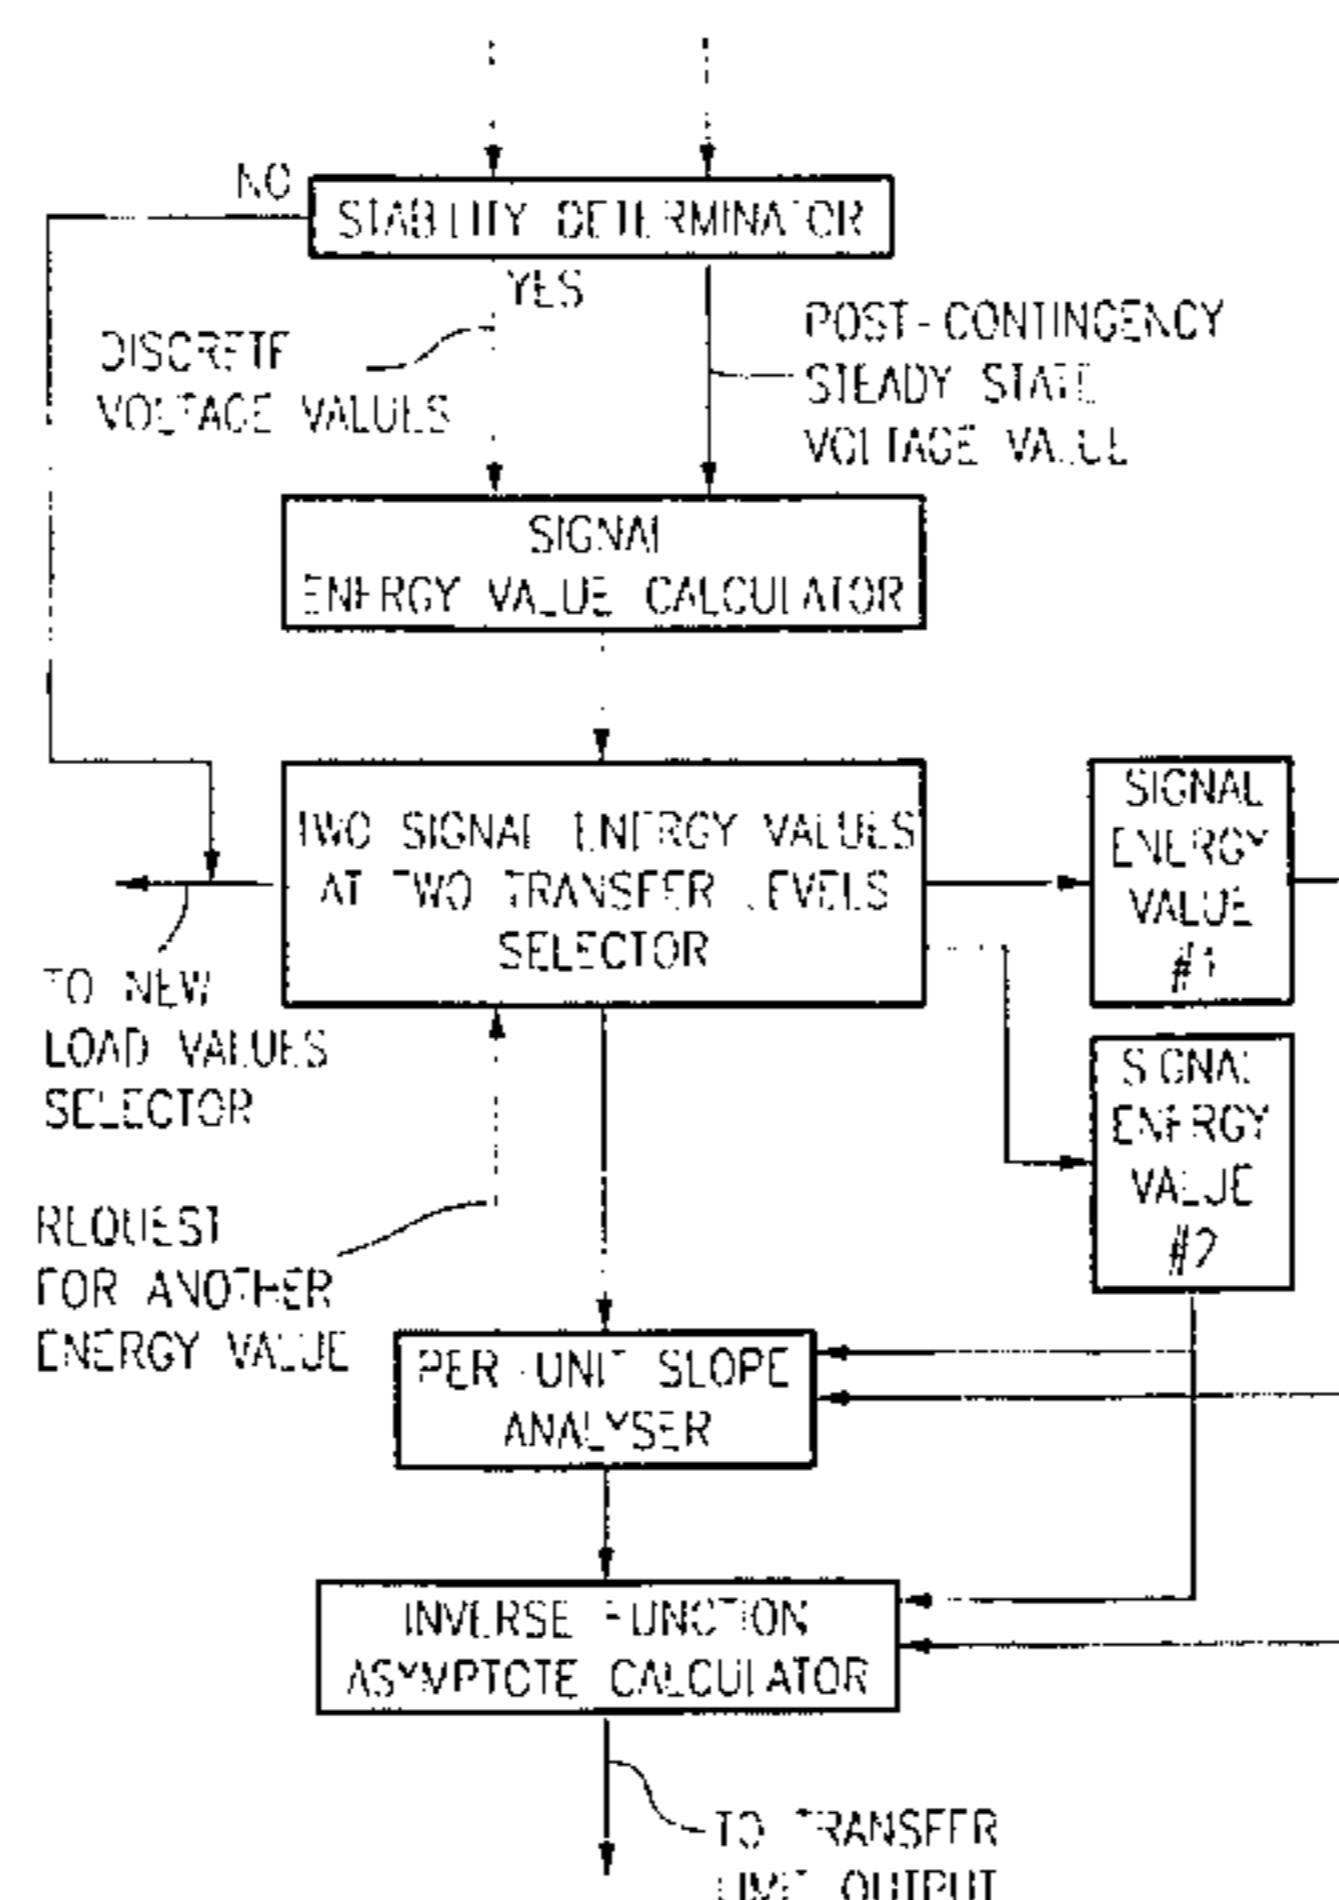 NO
STABILITY DETERMINATOR
YES
DISCRETE
VOLTAGE VALUES
POST-CONTINGENCY
STEADY STATE
VOLTAGE VALUE
SIGNAL
ENERGY VALUE CALCULATOR
TWO SIGNAL ENERGY VALUES
AT TWO TRANSFER LEVELS
SELECTOR
SIGNAL
ENERGY
VALUE
#1
TO NEW
LOAD VALUES
SELECTOR
SIGNAL
ENERGY
VALUE
#2
REQUEST
FOR ANOTHER
ENERGY VALUE
PER-UNIT SLOPE
ANALYSER
INVERSE FUNCTION
ASYMPTOTE CALCULATOR
TO TRANSFER
LIMIT OUTPUT